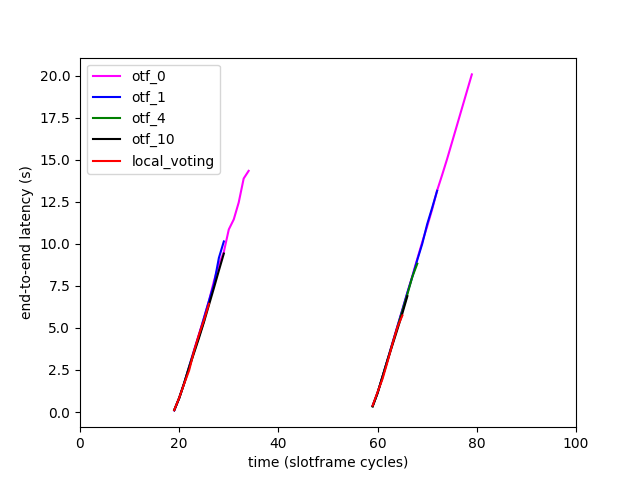 otf_0
otf_1
otf_4
otf_10
local_voting
end-to-end latency (s)
20.0
17.5
15.0
12.5
10.0
7.5
5.0
2.5
0.0
0 20 40 60 80 100
time (slotframe cycles)